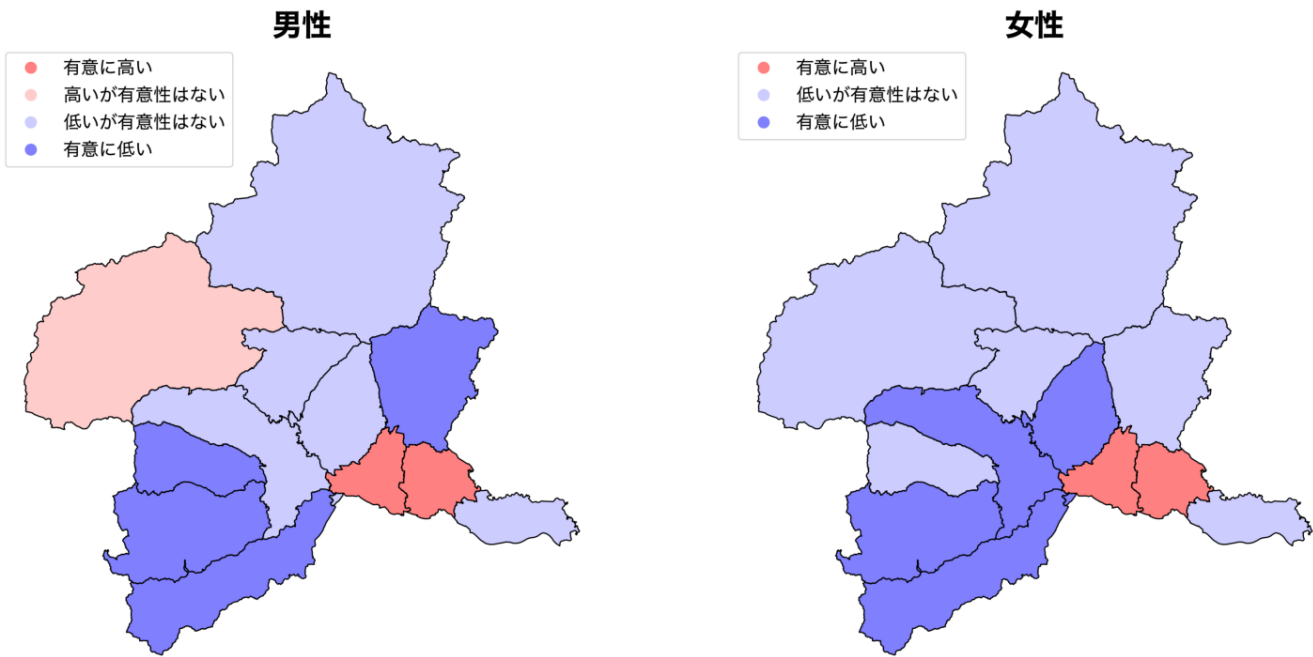 男性
有意に高い
高いが有意性はない
低いが有意性はない
有意に低い
女性
有意に高い
低いが有意性はない
有意に低い